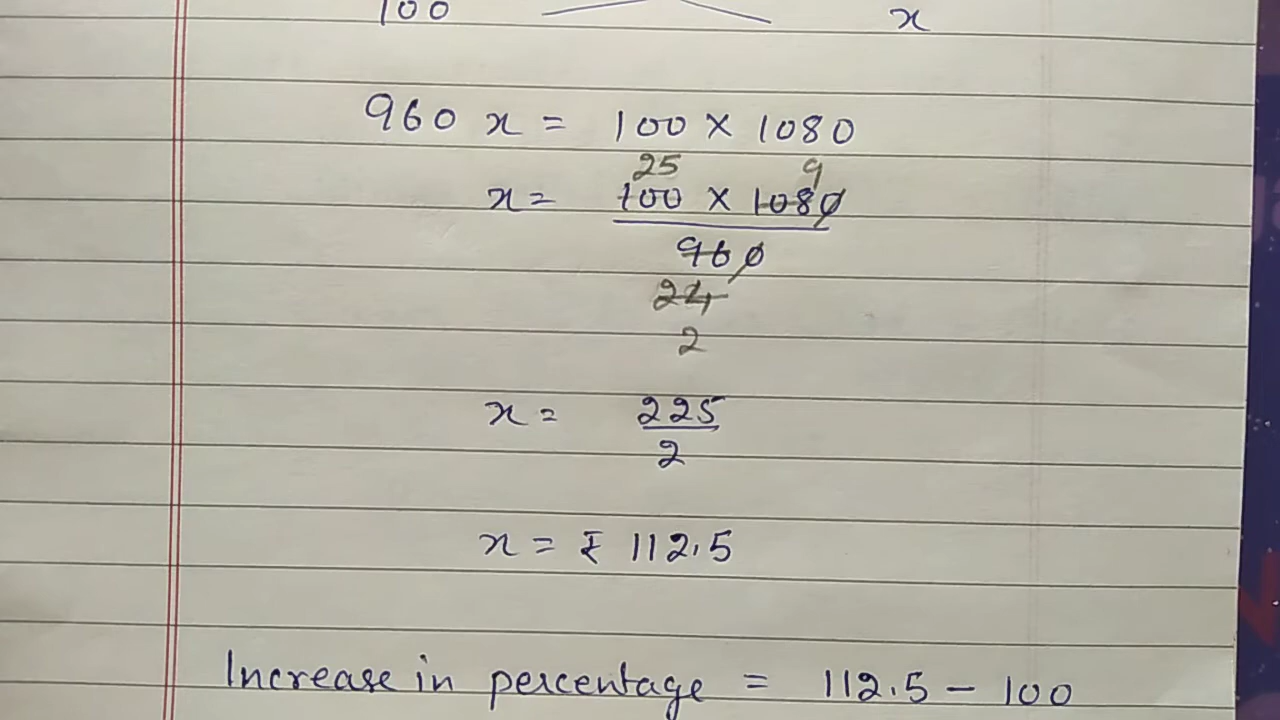 100 x
960 x = 100 × 1080
25 9
x = 100 × 1080
960
24
2
x = 225
2
x = ₹ 112.5
Increase in percentage = 112.5 - 100